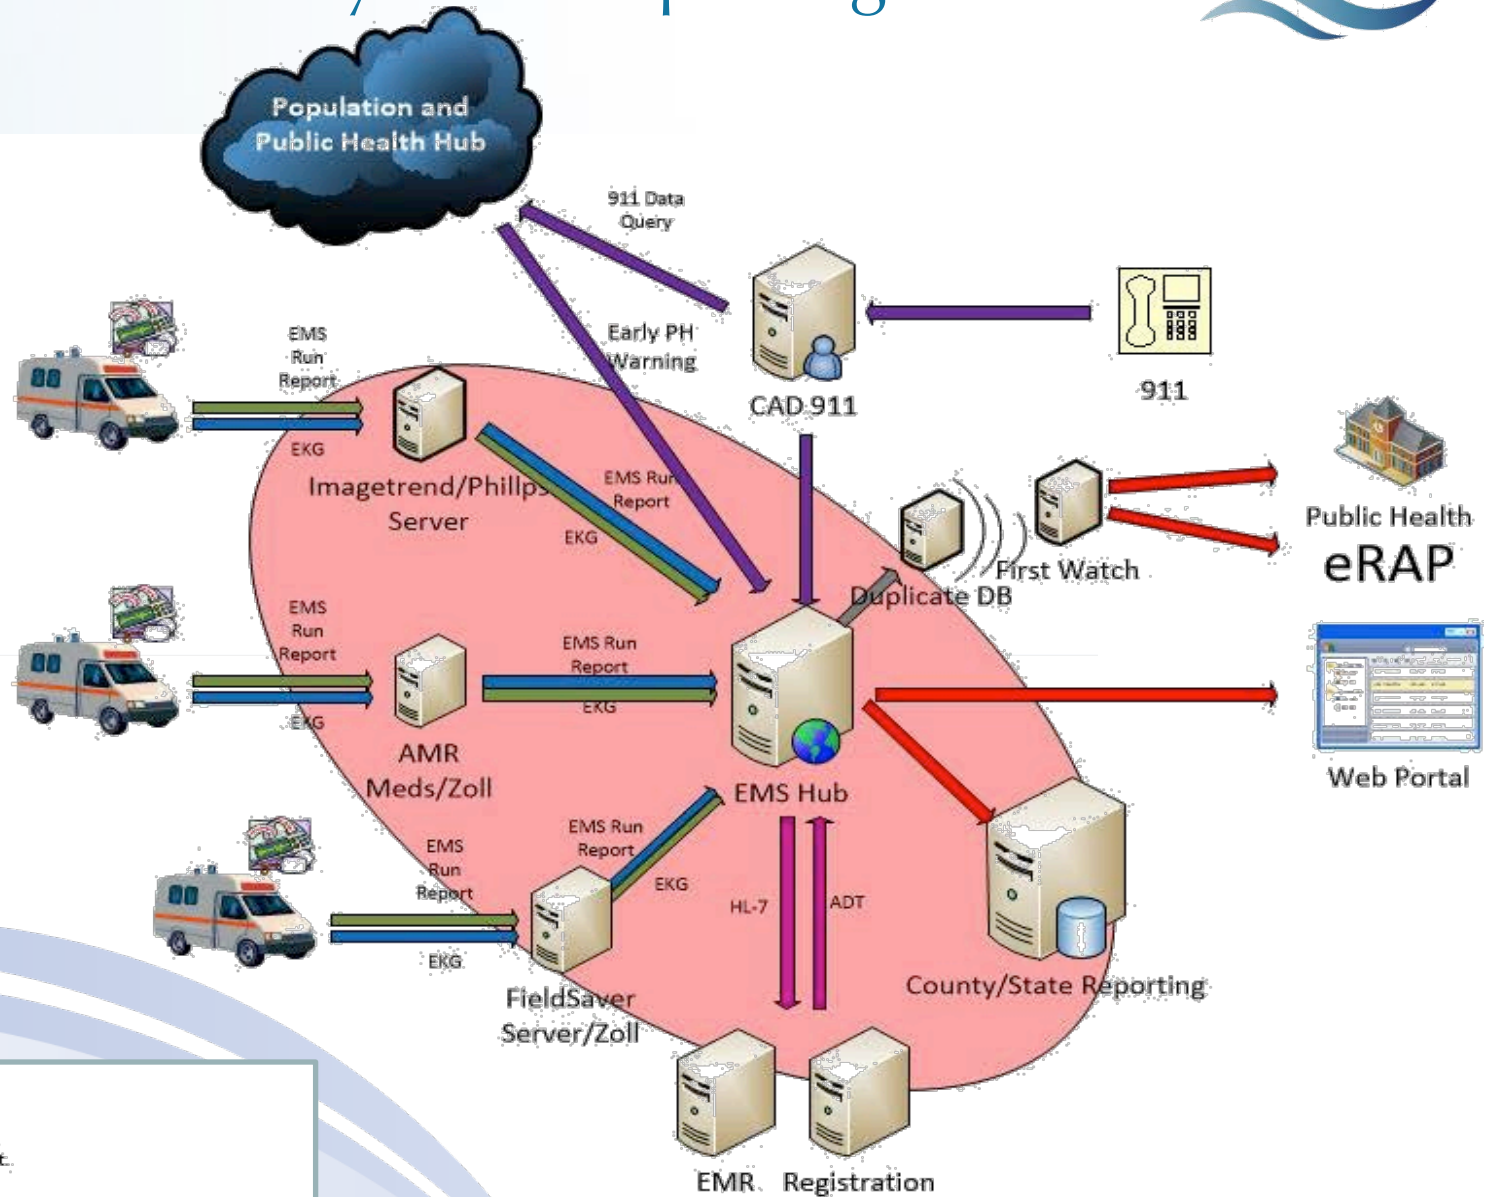 Population and
Public Health Hub
911 Data
Query
Early PH
Warning
CAD 911
911
EMS
Run
Report
EKG
Imagetrend/Phillps
Server
EMS Run
Report
EKG
Public Health
eRAP
First Watch
Duplicate DB
EMS
Run
Report
EKG
AMR
Meds/Zoll
EMS Run
Report
EKG
EMS Hub
Web Portal
EMS
Run
Report
EKG
FieldSaver
Server/Zoll
EMS Run
Report
EKG
HL-7
ADT
County/State Reporting
EMR
Registration